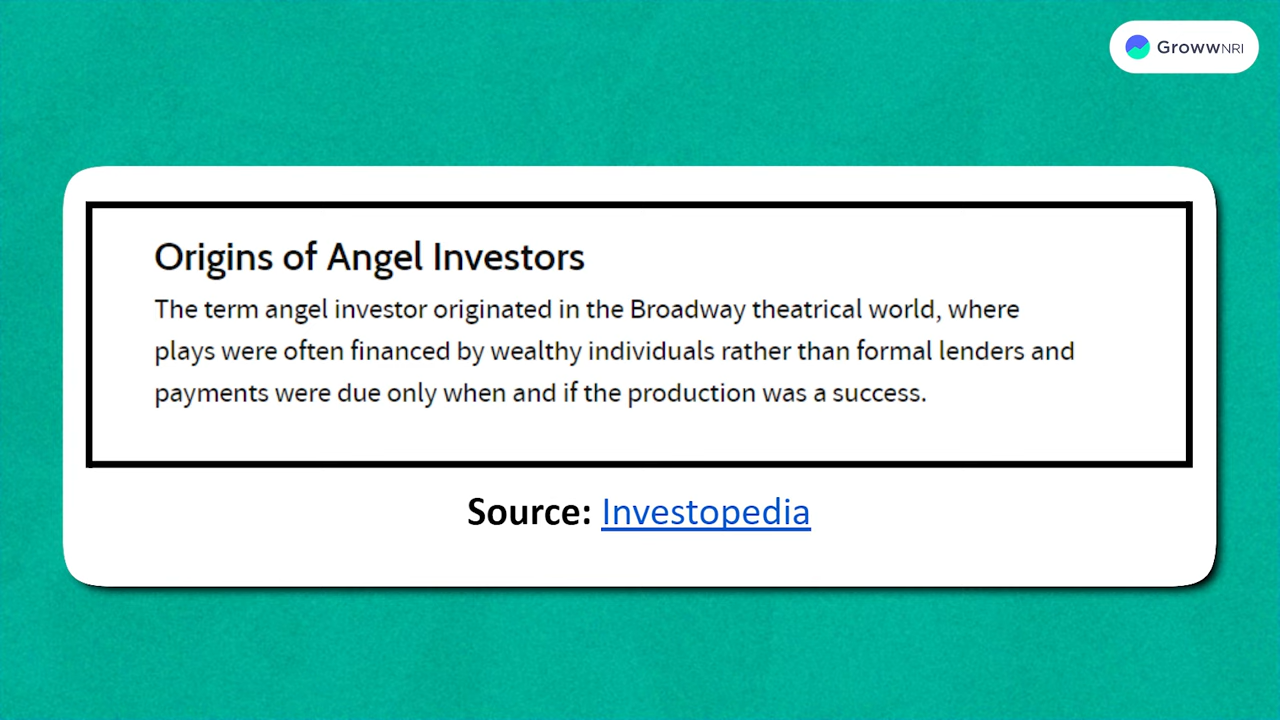 GrowwNRI
Origins of Angel Investors
The term angel investor originated in the Broadway theatrical world, where
plays were often financed by wealthy individuals rather than formal lenders and
payments were due only when and if the production was a success.
Source: Investopedia